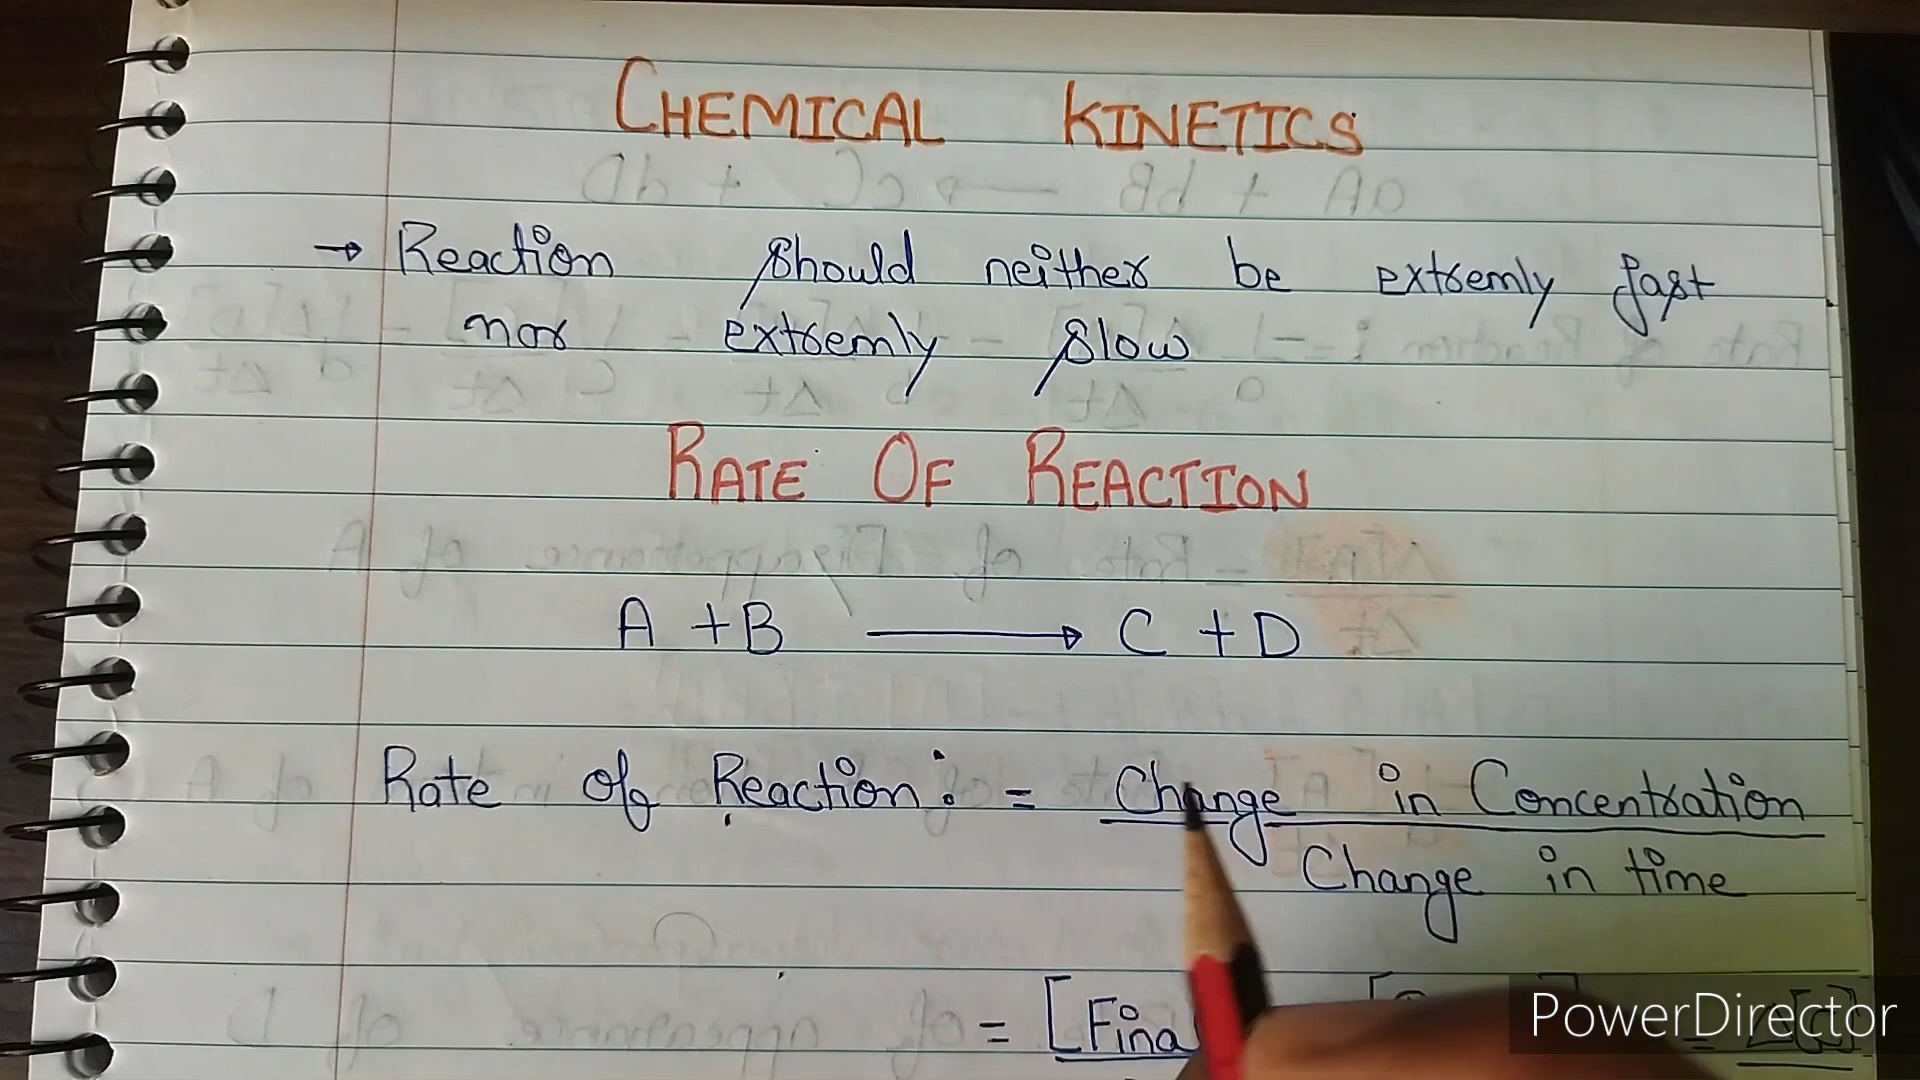 CHEMICAL KINETICS
→ Reaction should neither be extremly fast
nor extremly slow
RATE OF REACTION
A + B ⟶ C + D
Rate of Reaction : = Change in Concentration
Change in time
= [Fina
PowerDirector